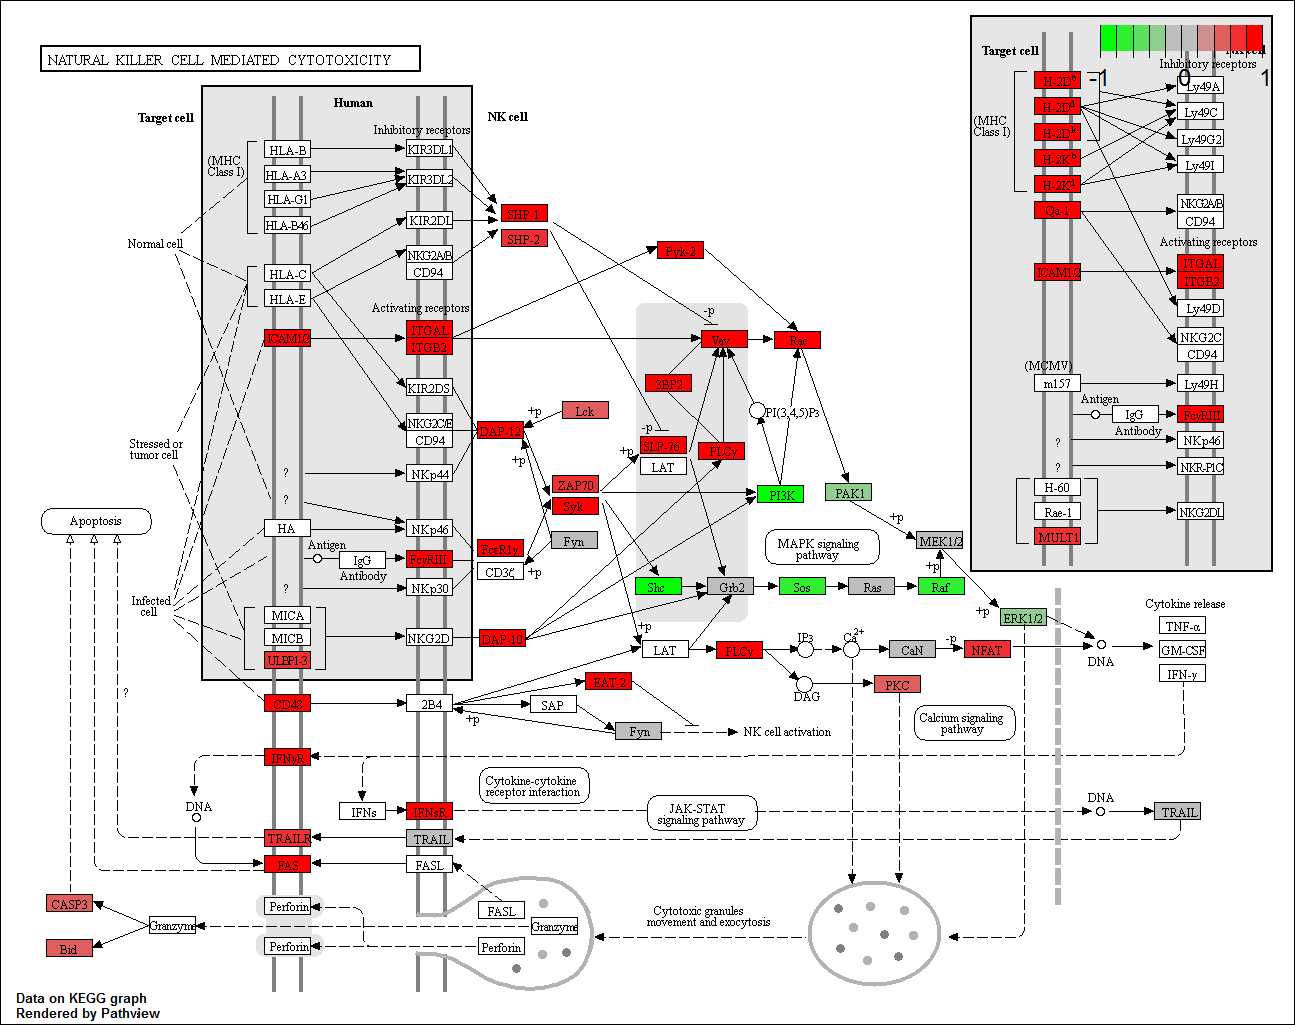 NATURAL KILLER CELL MEDIATED CYTOTOXICITY
Target cell
Human
NK cell
Inhibitory receptors
(MHC
Class I)
HLA-B
KIR3DL1
HLA-A3
KIR3DL2
HLA-G1
HLA-B46
KIR2DL
SHP-1
SHP-2
Normal cell
NKG2A/B
CD94
HLA-C
HLA-E
Pyk-2
Activating receptors
ICAM1/2
ITGAL
ITGB2
-p
Vav
Rac
KIR2DS
3BP2
PI(3,4,5)P3
Lck
+p
NKG2C/E
CD94
DAP-12
-p
+p
SLP-76
LAT
PLCγ
Stressed or
tumor cell
+p
?
NKp44
ZAP70
Syk
PI3K
PAK1
?
HA
NKp46
Fyn
+p
MEK1/2
MAPK signaling
pathway
Apoptosis
Antigen
IgG
Antibody
FcγRIII
FcεR1γ
CD3ζ
+p
+p
?
NKp30
Shc
Grb2
Sos
Ras
Raf
Infected
cell
MICA
MICB
ULBP1-3
NKG2D
DAP-10
+p
+p
ERK1/2
LAT
PLCγ
IP3
Ca2+
CaN
-p
NFAT
DNA
DAG
PKC
Cytokine release
TNF-α
GM-CSF
IFN-γ
?
CD48
2B4
+p
EAT-2
SAP
Fyn
NK cell activation
Calcium signaling
pathway
IFNγR
DNA
IFNs
IFNαR
Cytokine-cytokine
receptor interaction
JAK-STAT
signaling pathway
DNA
TRAIL
TRAILR
TRAIL
FAS
FASL
CASP3
Bid
Granzyme
Perforin
Perforin
FASL
Granzyme
Perforin
Cytotoxic granules
movement and exocytosis
Target cell
cell
-1
0
1
Inhibitory receptors
(MHC
Class I)
H-2Db
H-2Dd
H-2Dk
H-2Kb
H-2Kd
Qa-1
Ly49A
Ly49C
Ly49G2
Ly49I
NKG2A/B
CD94
Activating receptors
ICAM1/2
ITGAL
ITGB2
Ly49D
NKG2C
CD94
(MCMV)
m157
Ly49H
Antigen
IgG
Antibody
FcγRIII
?
NKp46
?
NKR-P1C
H-60
Rae-1
MULT1
NKG2DL
Data on KEGG graph
Rendered by Pathview